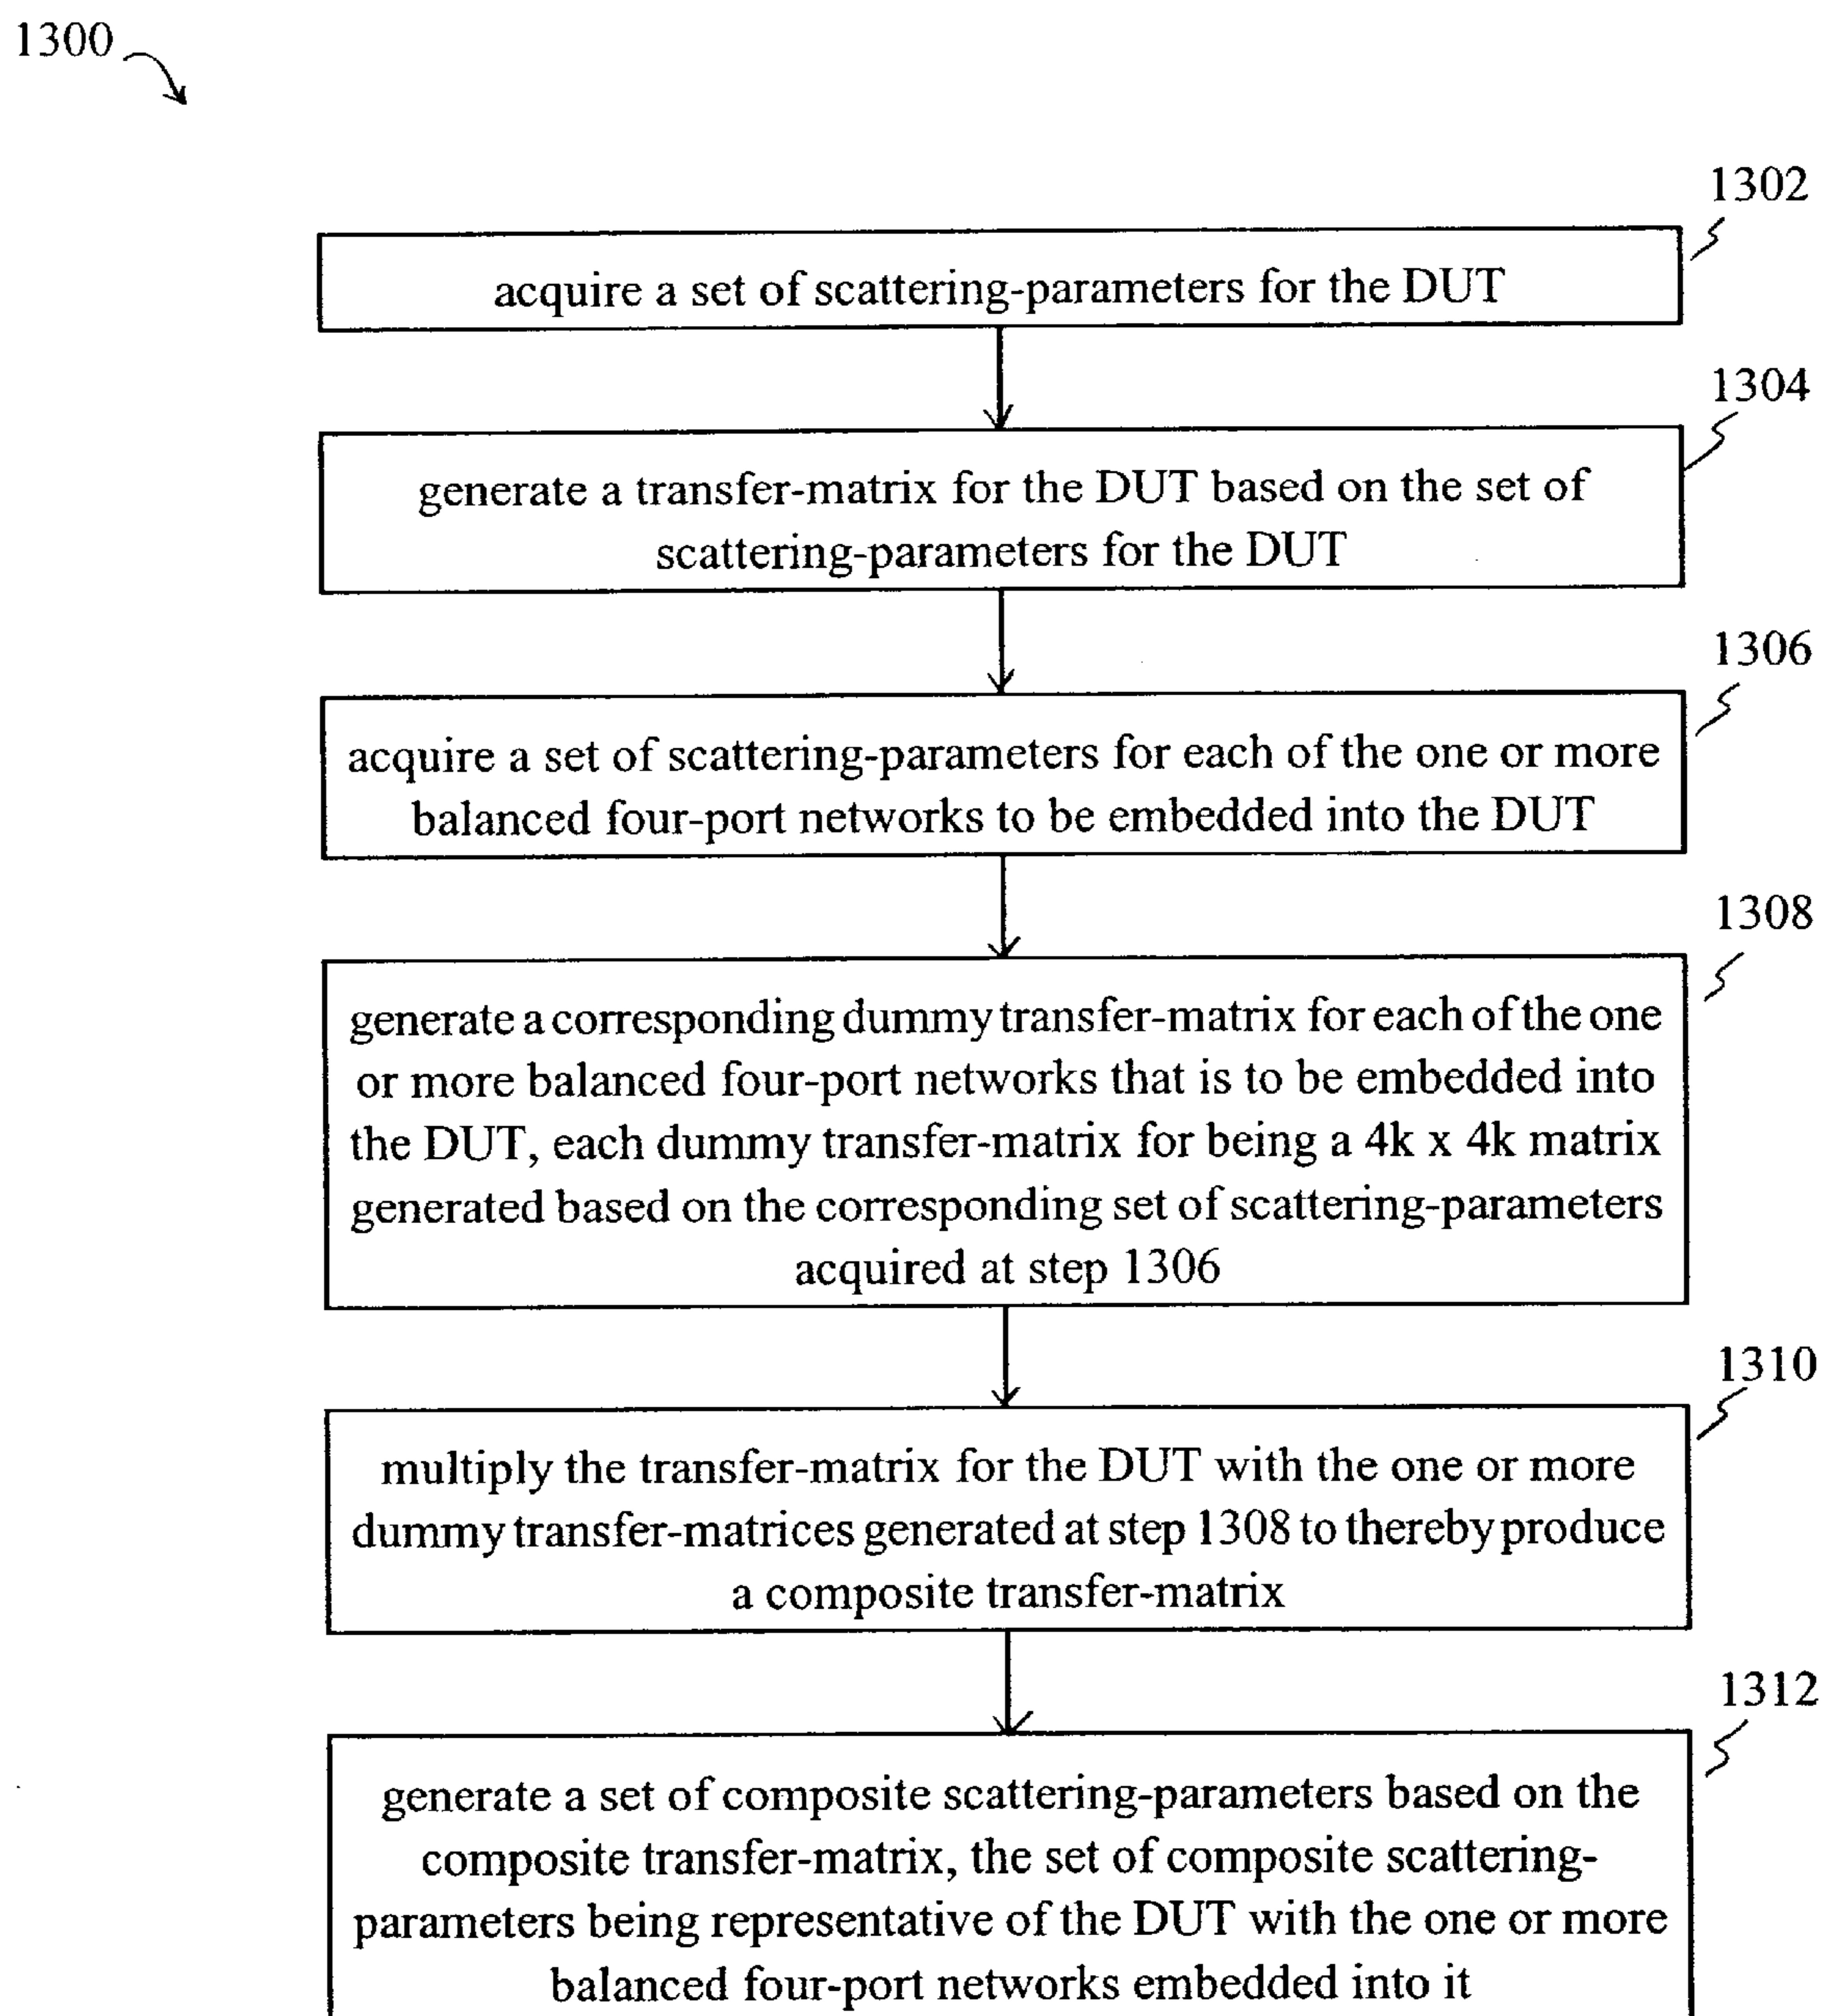 1300
1302
acquire a set of scattering-parameters for the DUT
1304
generate a transfer-matrix for the DUT based on the set of
scattering-parameters for the DUT
1306
acquire a set of scattering-parameters for each of the one or more
balanced four-port networks to be embedded into the DUT
1308
generate a corresponding dummy transfer-matrix for each of the one
or more balanced four-port networks that is to be embedded into
the DUT, each dummy transfer-matrix for being a 4k x 4k matrix
generated based on the corresponding set of scattering-parameters
acquired at step 1306
1310
multiply the transfer-matrix for the DUT with the one or more
dummy transfer-matrices generated at step 1308 to thereby produce
a composite transfer-matrix
1312
generate a set of composite scattering-parameters based on the
composite transfer-matrix, the set of composite scattering-
parameters being representative of the DUT with the one or more
balanced four-port networks embedded into it